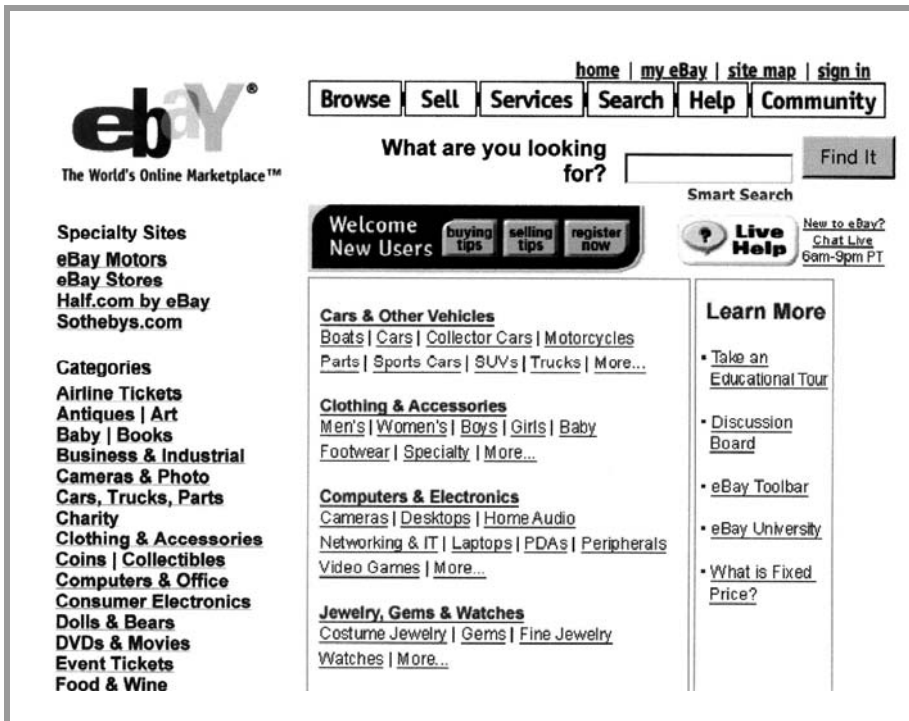 home | my eBay | site map | sign in
Browse Sell Services Search Help Community
ebaY®
The World's Online Marketplace™
What are you looking
for?
Find It
Smart Search
Welcome
New Users
buying
tips
selling
tips
register
now
?
Live
Help
New to eBay?
Chat Live
6am-9pm PT
Specialty Sites
eBay Motors
eBay Stores
Half.com by eBay
Sothebys.com
Categories
Airline Tickets
Antiques | Art
Baby | Books
Business & Industrial
Cameras & Photo
Cars, Trucks, Parts
Charity
Clothing & Accessories
Coins | Collectibles
Computers & Office
Consumer Electronics
Dolls & Bears
DVDs & Movies
Event Tickets
Food & Wine
Cars & Other Vehicles
Boats | Cars | Collector Cars | Motorcycles
Parts | Sports Cars | SUVs | Trucks | More...
Clothing & Accessories
Men's | Women's | Boys | Girls | Baby
Footwear | Specialty | More...
Computers & Electronics
Cameras | Desktops | Home Audio
Networking & IT | Laptops | PDAs | Peripherals
Video Games | More...
Jewelry, Gems & Watches
Costume Jewelry | Gems | Fine Jewelry
Watches | More...
Learn More
▪ Take an
Educational Tour
▪ Discussion
Board
▪ eBay Toolbar
▪ eBay University
▪ What is Fixed
Price?